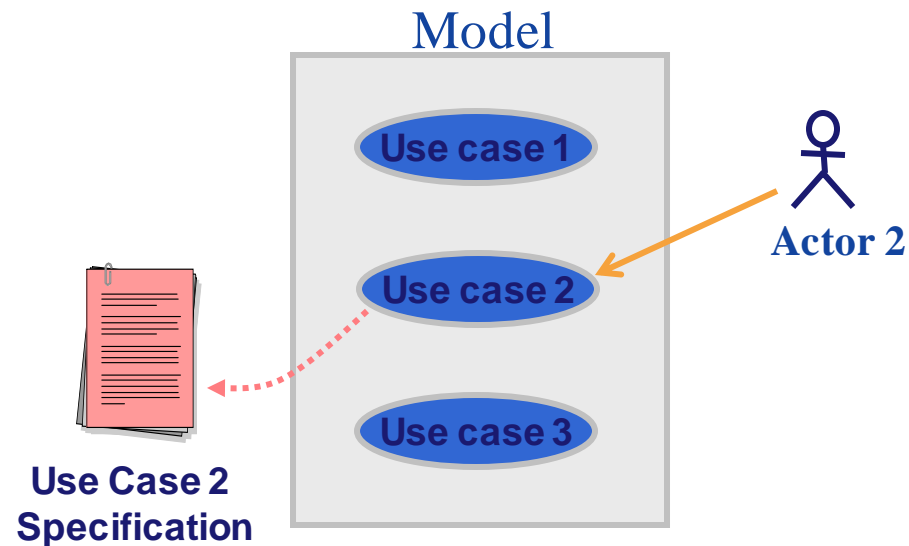 Model
Use case 1
Actor 2
Use case 2
Use case 3
Use Case 2
Specification